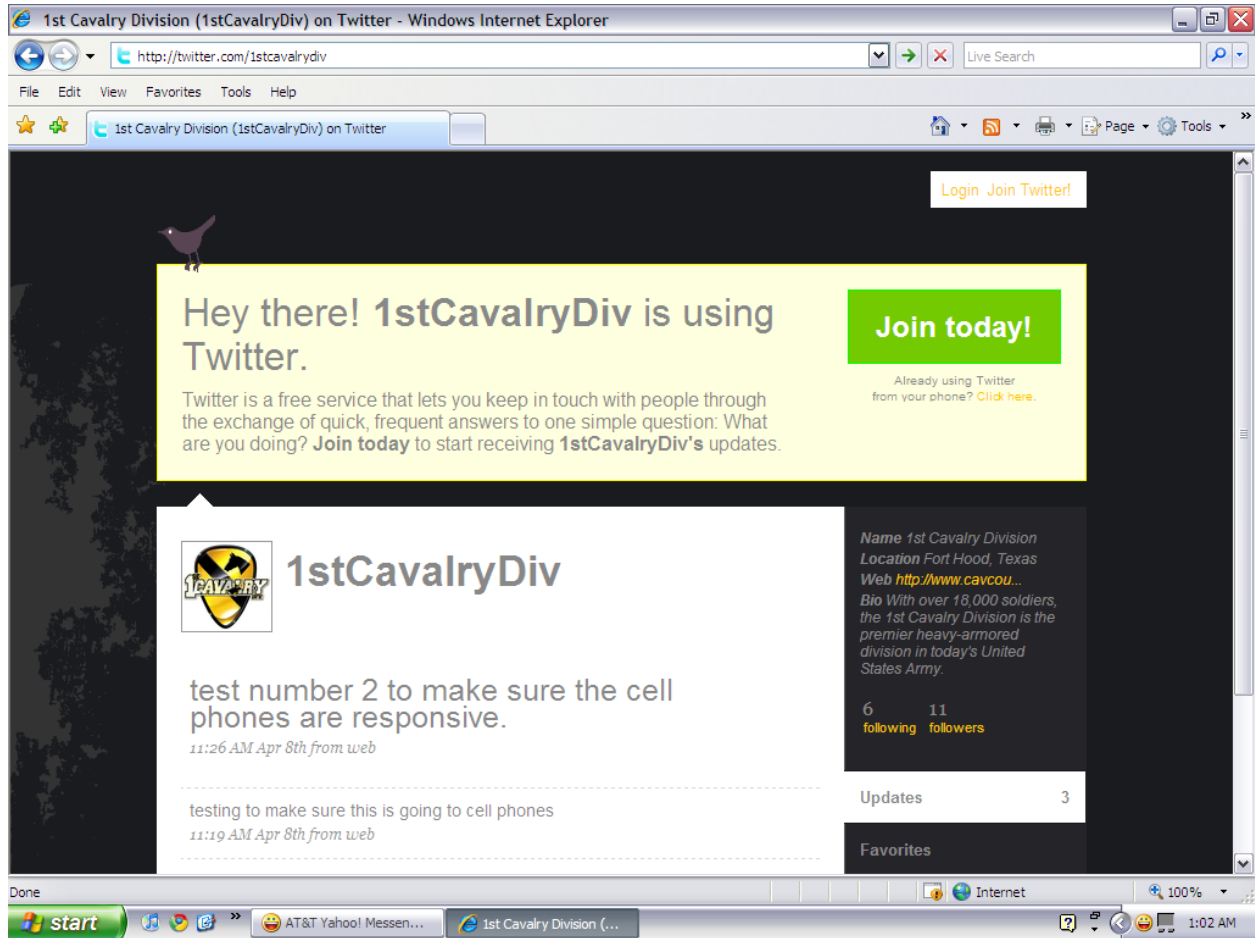 1st Cavalry Division (1stCavalryDiv) on Twitter - Windows Internet Explorer
http://twitter.com/1stcavalrydiv
Live Search
File Edit View Favorites Tools Help
1st Cavalry Division (1stCavalryDiv) on Twitter
Page Tools
Login Join Twitter!
Hey there! 1stCavalryDiv is using
Twitter.
Twitter is a free service that lets you keep in touch with people through
the exchange of quick, frequent answers to one simple question: What
are you doing? Join today to start receiving 1stCavalryDiv's updates.
Join today!
Already using Twitter
from your phone? Click here.
1CAVALRY
1stCavalryDiv
test number 2 to make sure the cell
phones are responsive.
11:26 AM Apr 8th from web
testing to make sure this is going to cell phones
11:19 AM Apr 8th from web
Name 1st Cavalry Division
Location Fort Hood, Texas
Web http://www.cavcou...
Bio With over 18,000 soldiers,
the 1st Cavalry Division is the
premier heavy-armored
division in today's United
States Army.
6 11
following followers
Updates 3
Favorites
Done
Internet
100%
start
AT&T Yahoo! Messen...
1st Cavalry Division (...
1:02 AM